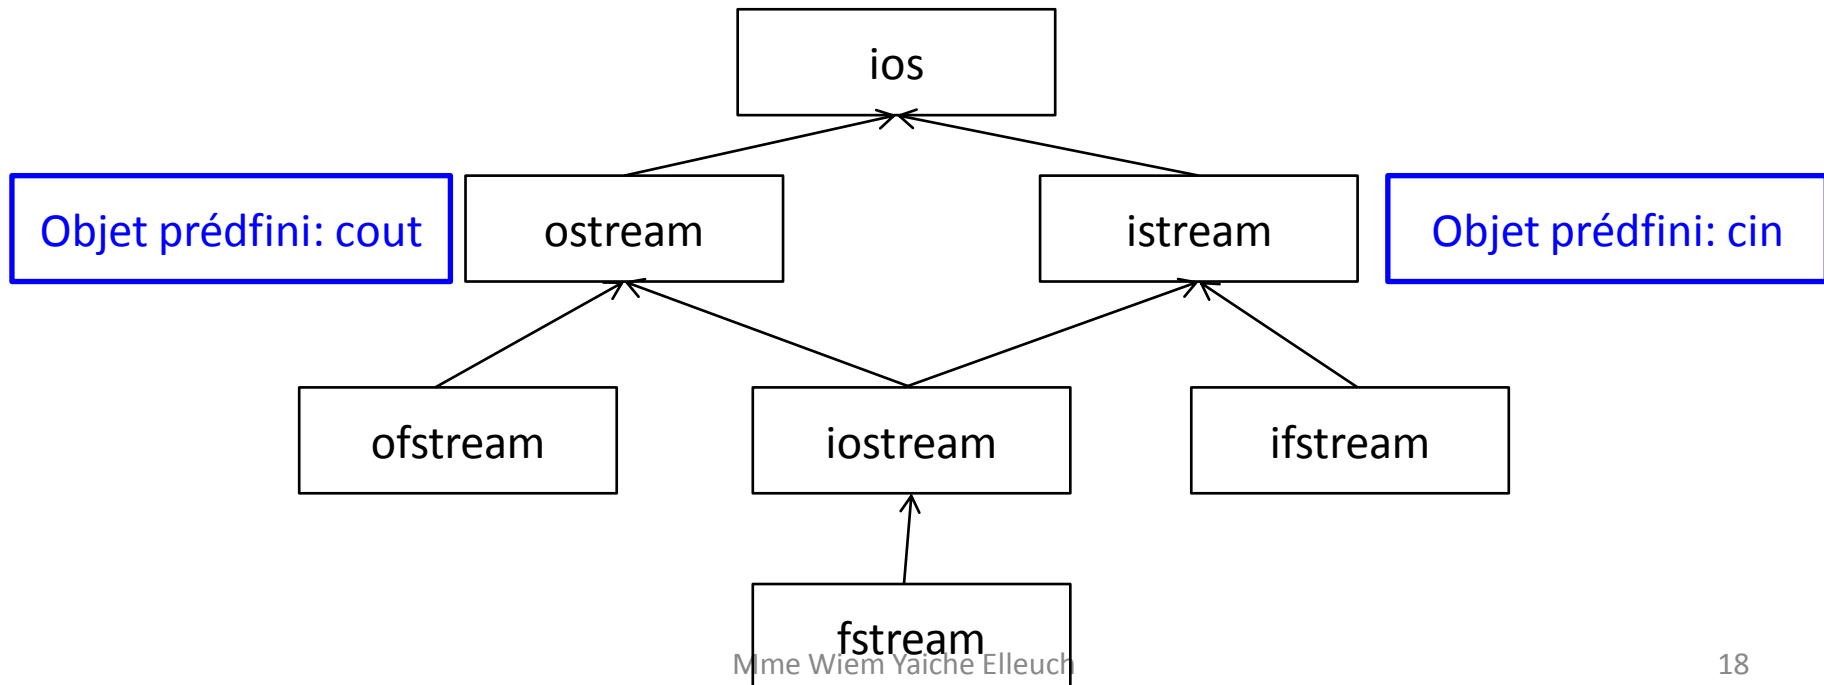 ios
Objet prédfini: cout
ostream
istream
Objet prédfini: cin
ofstream
iostream
ifstream
fstream
Mme Wiem Yaiche Elleuch
18